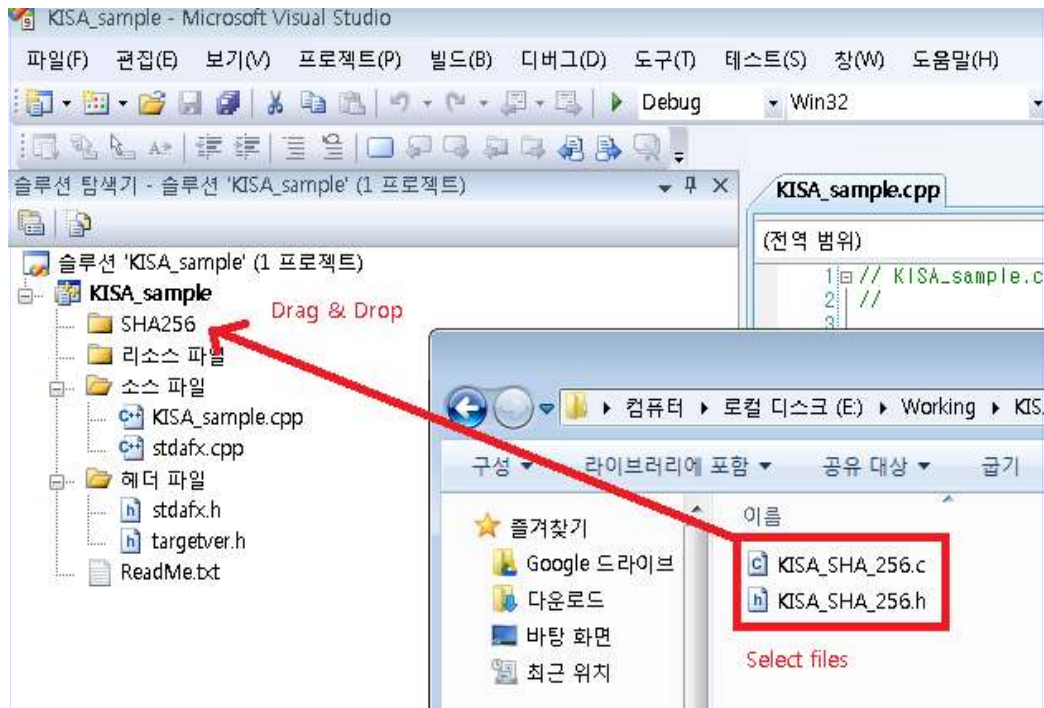 KISA_sample - Microsoft Visual Studio
파일(F) 편집(E) 보기(V) 프로젝트(P) 빌드(B) 디버그(D) 도구(T) 테스트(S) 창(W) 도움말(H)
Debug Win32
슬루션 탐색기 - 솔루션 'KISA_sample' (1 프로젝트)
KISA_sample.cpp
(전역 범위)
솔루션 'KISA_sample' (1 프로젝트)
KISA_sample
SHA256
리소스 파일
소스 파일
KISA_sample.cpp
stdafx.cpp
헤더 파일
stdafx.h
targetver.h
ReadMe.txt
Drag & Drop
1 // KISA_sample.c
2 //
3
컴퓨터 로컬 디스크 (E:) Working KIS
구성 라이브러리에 포함 공유 대상 굽기
즐겨찾기
Google 드라이브
다운로드
바탕 화면
최근 위치
이름
KISA_SHA_256.c
KISA_SHA_256.h
Select files